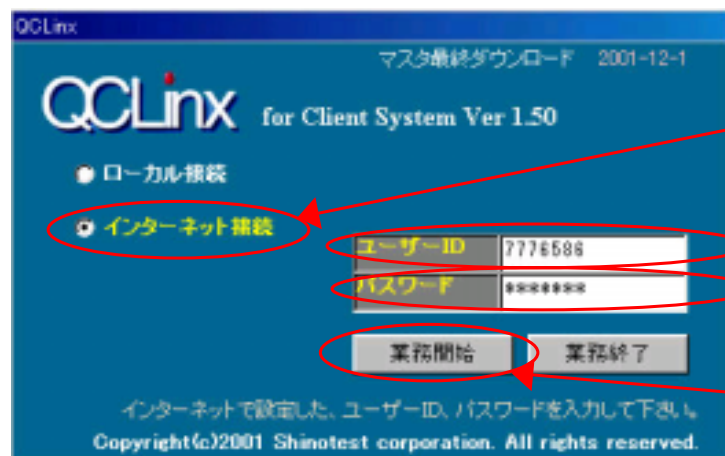 QCLinx
マスタ最終ダウンロード 2001-12-1
QCLinx for Client System Ver 1.50
ローカル接続
インターネット接続
ユーザーID 7776586
パスワード *******
業務開始 業務終了
インターネットで設定した、ユーザーID、パスワードを入力して下さい。
Copyright(c)2001 Shinotest corporation. All rights reserved.